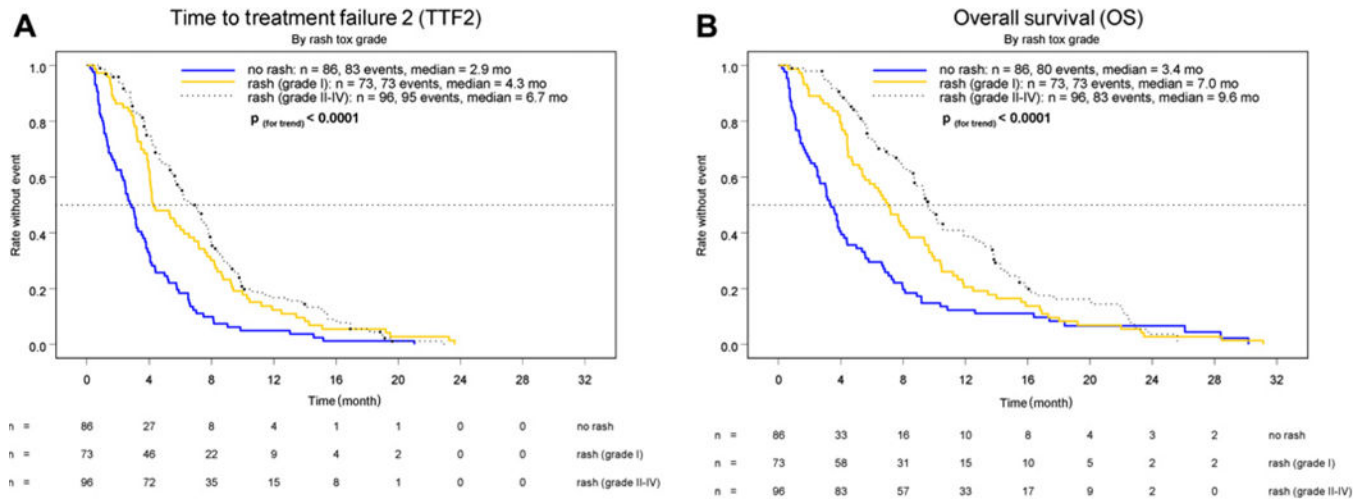 A
Time to treatment failure 2 (TTF2)
By rash tox grade
no rash: n = 86, 83 events, median = 2.9 mo
rash (grade I): n = 73, 73 events, median = 4.3 mo
rash (grade II-IV): n = 96, 95 events, median = 6.7 mo
p (for trend) < 0.0001
Rate without event
1.0
0.8
0.6
0.4
0.2
0.0
0 4 8 12 16 20 24 28 32
Time (month)
n = 86 27 8 4 1 1 0 0 no rash
n = 73 46 22 9 4 2 0 0 rash (grade I)
n = 96 72 35 15 8 1 0 0 rash (grade II-IV)
B
Overall survival (OS)
By rash tox grade
no rash: n = 86, 80 events, median = 3.4 mo
rash (grade I): n = 73, 73 events, median = 7.0 mo
rash (grade II-IV): n = 96, 83 events, median = 9.6 mo
p (for trend) < 0.0001
Rate without event
1.0
0.8
0.6
0.4
0.2
0.0
0 4 8 12 16 20 24 28 32
Time (month)
n = 86 33 16 10 8 4 3 2 no rash
n = 73 58 31 15 10 5 2 2 rash (grade I)
n = 96 83 57 33 17 9 2 0 rash (grade II-IV)